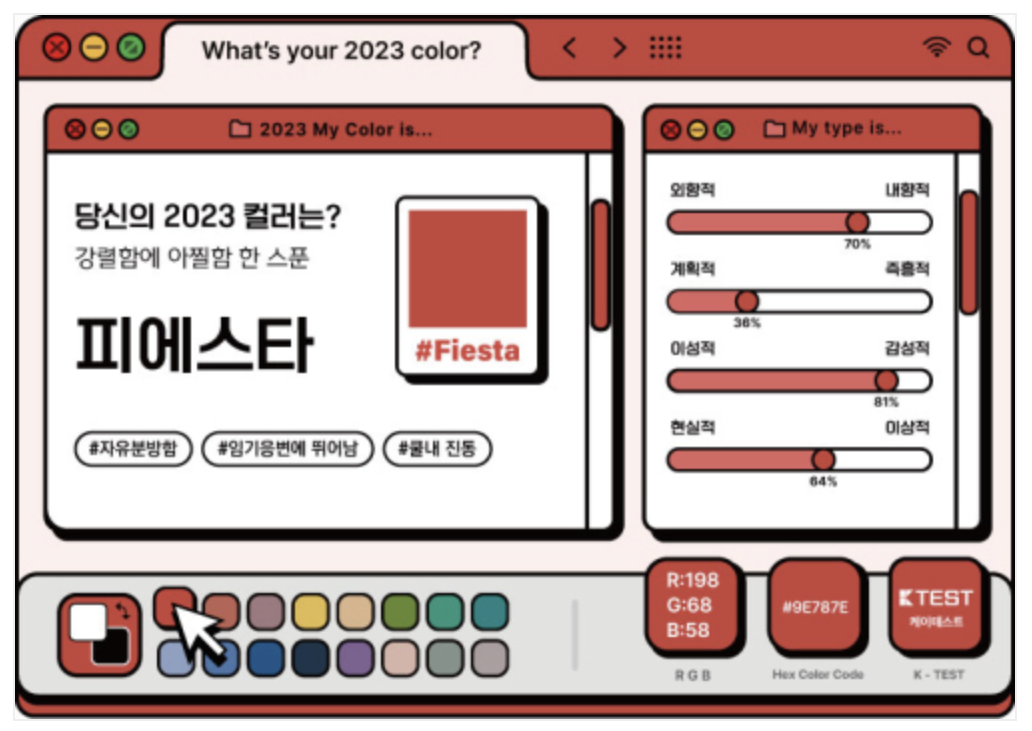 What's your 2023 color?
2023 My Color is...
당신의 2023 컬러는?
강렬함에 아찔함 한 스푼
피에스타
#Fiesta
#자유분방함 #임기응변에 뛰어남 #쿨내 진동
My type is...
외향적 내향적
70%
계획적 즉흥적
36%
이성적 감성적
81%
현실적 이상적
64%
R:198
G:68
B:58
RGB
#9E787E
Hex Color Code
KTEST
케이테스트
K - TEST